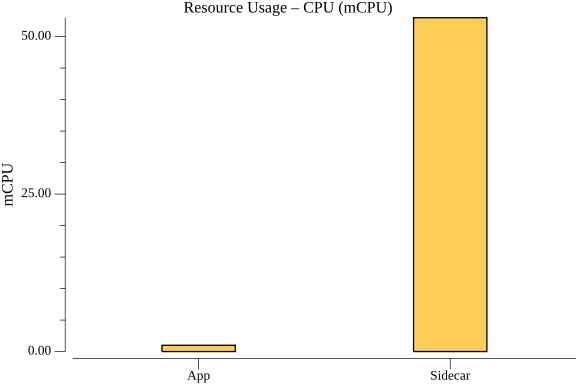 Resource Usage – CPU (mCPU)
50.00
25.00
0.00
mCPU
App
Sidecar